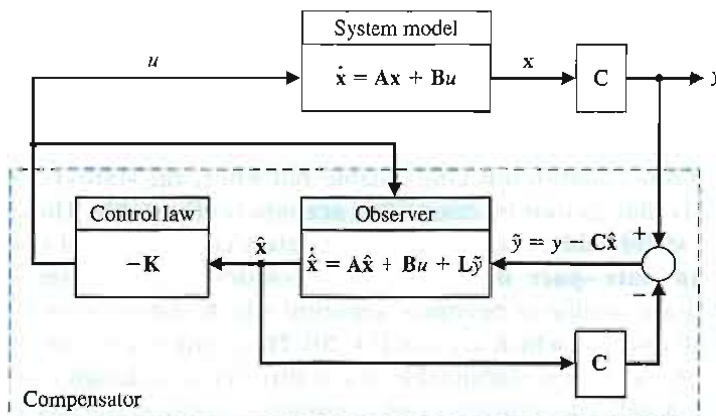 System model
u
ẋ = Ax + Bu
x
C
y
Control law
Observer
-K
x̂
x̂̇ = Ax̂ + Bu + Lỹ
ỹ = y Cx̂
+
−
C
Compensator